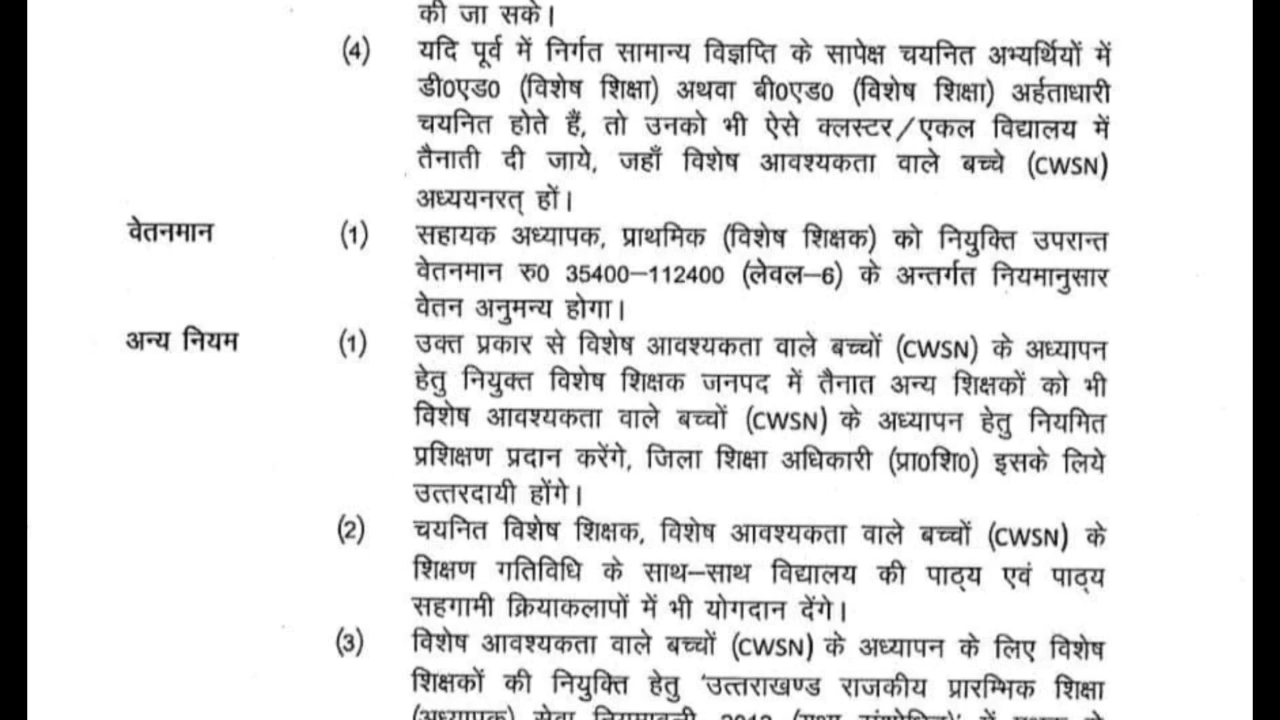 की जा सके।
(4) यदि पूर्व में निर्गत सामान्य विज्ञप्ति के सापेक्ष चयनित अभ्यर्थियों में
डी0एड0 (विशेष शिक्षा) अथवा बी0एड0 (विशेष शिक्षा) अर्हताधारी
चयनित होते हैं, तो उनको भी ऐसे क्लस्टर/एकल विद्यालय में
तैनाती दी जाये, जहाँ विशेष आवश्यकता वाले बच्चे (CWSN)
अध्ययनरत् हों।
वेतनमान (1) सहायक अध्यापक, प्राथमिक (विशेष शिक्षक) को नियुक्ति उपरान्त
वेतनमान रु0 35400–112400 (लेवल–6) के अन्तर्गत नियमानुसार
वेतन अनुमन्य होगा।
अन्य नियम (1) उक्त प्रकार से विशेष आवश्यकता वाले बच्चों (CWSN) के अध्यापन
हेतु नियुक्त विशेष शिक्षक जनपद में तैनात अन्य शिक्षकों को भी
विशेष आवश्यकता वाले बच्चों (CWSN) के अध्यापन हेतु नियमित
प्रशिक्षण प्रदान करेंगे, जिला शिक्षा अधिकारी (प्रा0शि0) इसके लिये
उत्तरदायी होंगे।
(2) चयनित विशेष शिक्षक, विशेष आवश्यकता वाले बच्चों (CWSN) के
शिक्षण गतिविधि के साथ–साथ विद्यालय की पाठ्य एवं पाठ्य
सहगामी क्रियाकलापों में भी योगदान देंगे।
(3) विशेष आवश्यकता वाले बच्चों (CWSN) के अध्यापन के लिए विशेष
शिक्षकों की नियुक्ति हेतु 'उत्तराखण्ड राजकीय प्रारम्भिक शिक्षा
(अध्यापक) सेवा नियमावली,